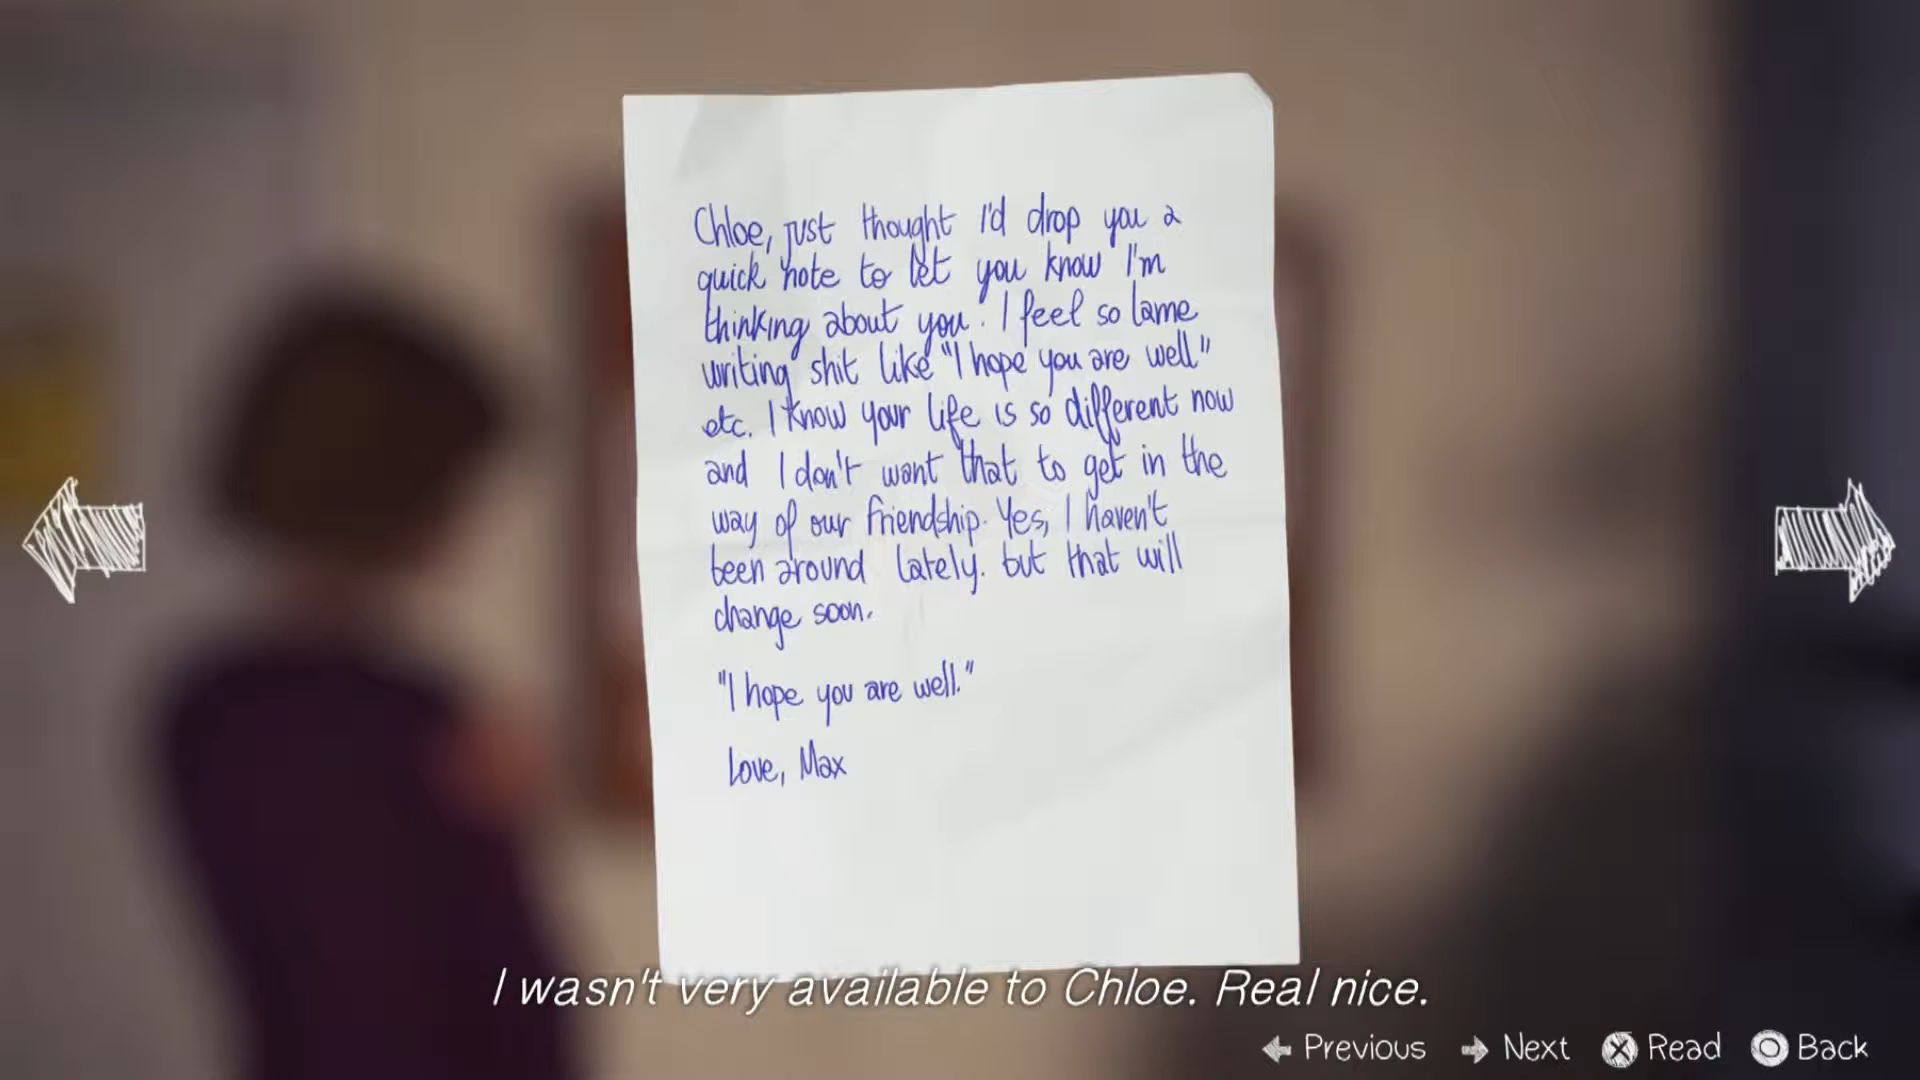 Chloe, just thought I'd drop you a
quick note to let you know I'm
thinking about you. I feel so lame
writing shit like "I hope you are well"
etc. I know your life is so different now
and I don't want that to get in the
way of our friendship. Yes, I haven't
been around lately. but that will
change soon.
"I hope you are well."
Love, Max
I wasn't very available to Chloe. Real nice.
Previous Next Read Back